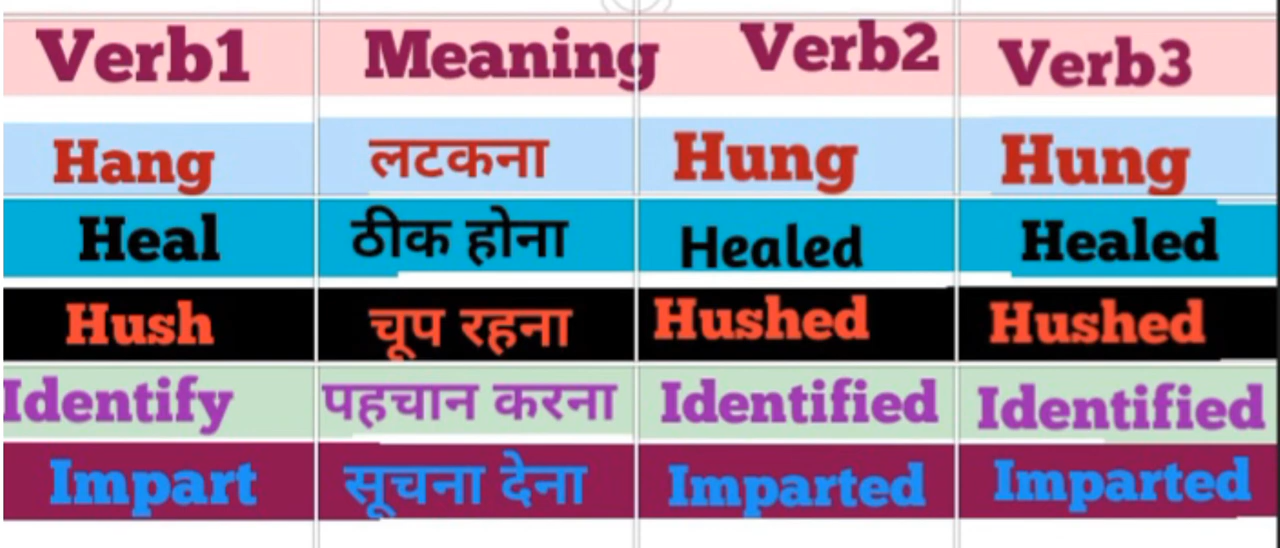 Verb1 Meaning Verb2 Verb3
Hang लटकना Hung Hung
Heal ठीक होना Healed Healed
Hush चूप रहना Hushed Hushed
Identify पहचान करना Identified Identified
Impart सूचना देना Imparted Imparted